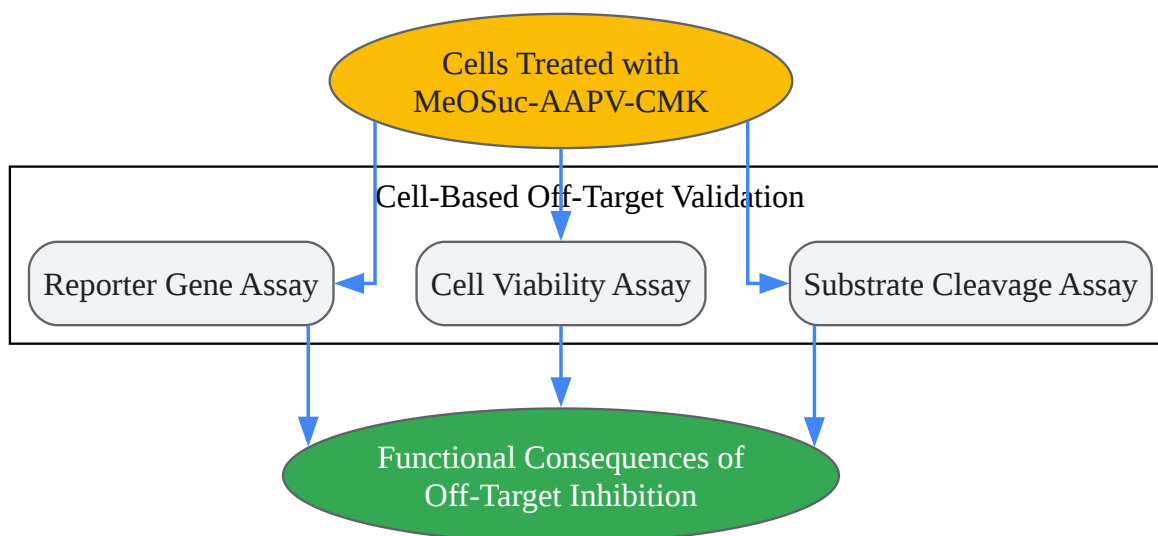 Cells Treated with
MeOSuc-AAPV-CMK
Cell-Based Off-Target Validation
Reporter Gene Assay
Cell Viability Assay
Substrate Cleavage Assay
Functional Consequences of
Off-Target Inhibition